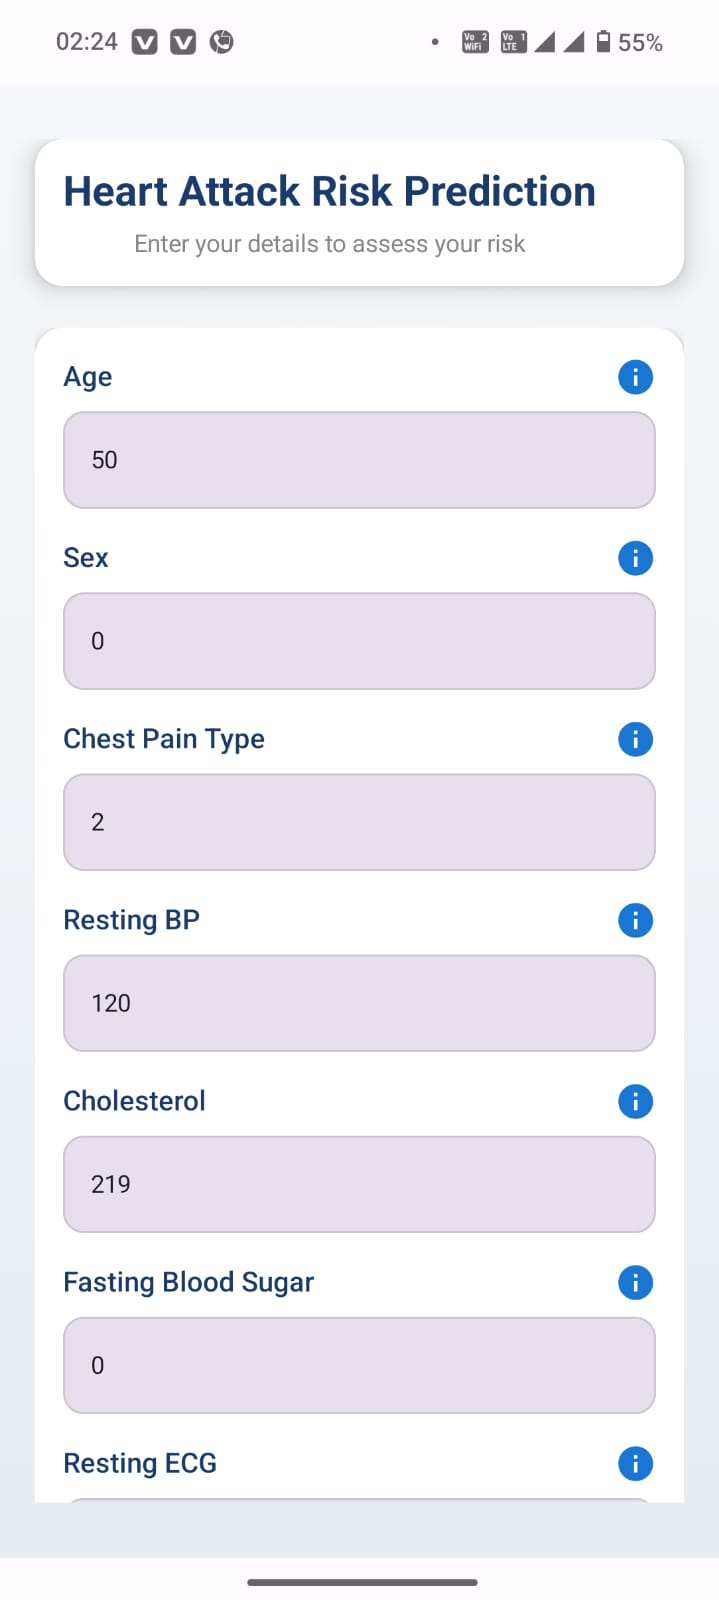 02:24
Vo 2 WiFi
Vo 1 LTE
55%
Heart Attack Risk Prediction
Enter your details to assess your risk
Age
50
Sex
0
Chest Pain Type
2
Resting BP
120
Cholesterol
219
Fasting Blood Sugar
0
Resting ECG